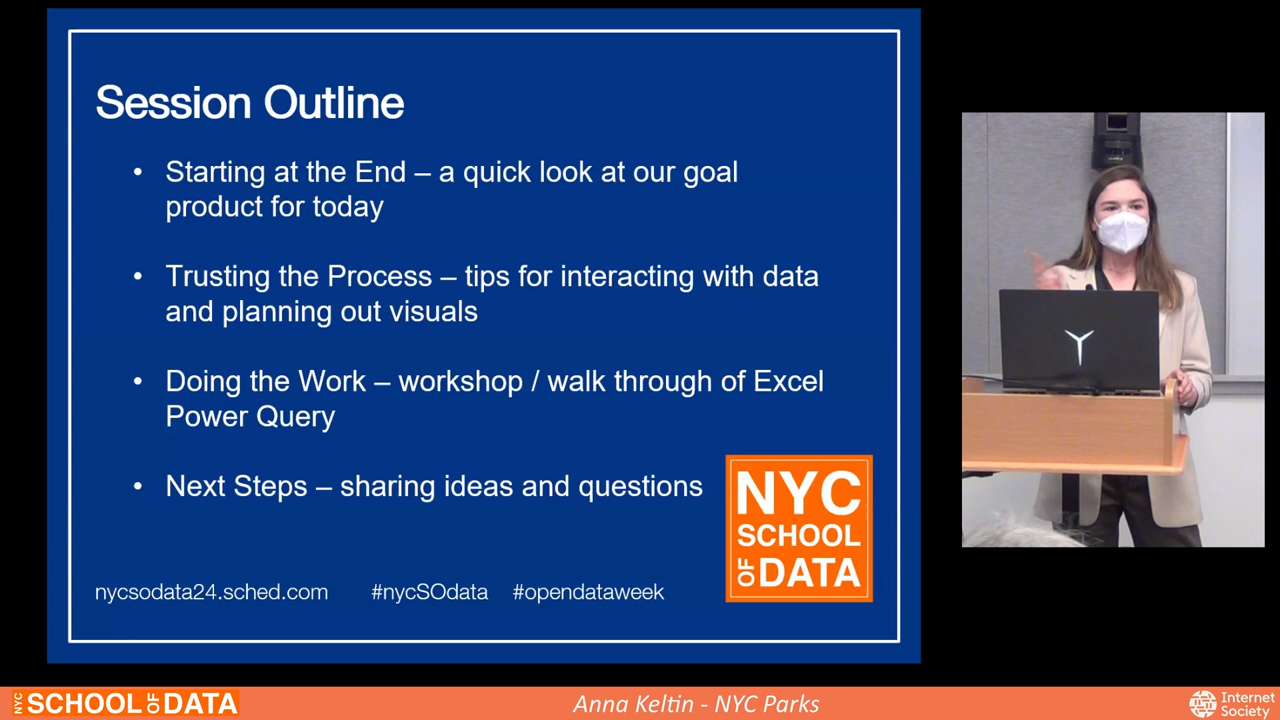 Session Outline
• Starting at the End – a quick look at our goal
product for today
• Trusting the Process – tips for interacting with data
and planning out visuals
• Doing the Work – workshop / walk through of Excel
Power Query
• Next Steps – sharing ideas and questions
NYC
SCHOOL
OF DATA
nycsodata24.sched.com #nycSOdata #opendataweek
NYC SCHOOL OF DATA
Anna Keltin - NYC Parks
Internet
Society